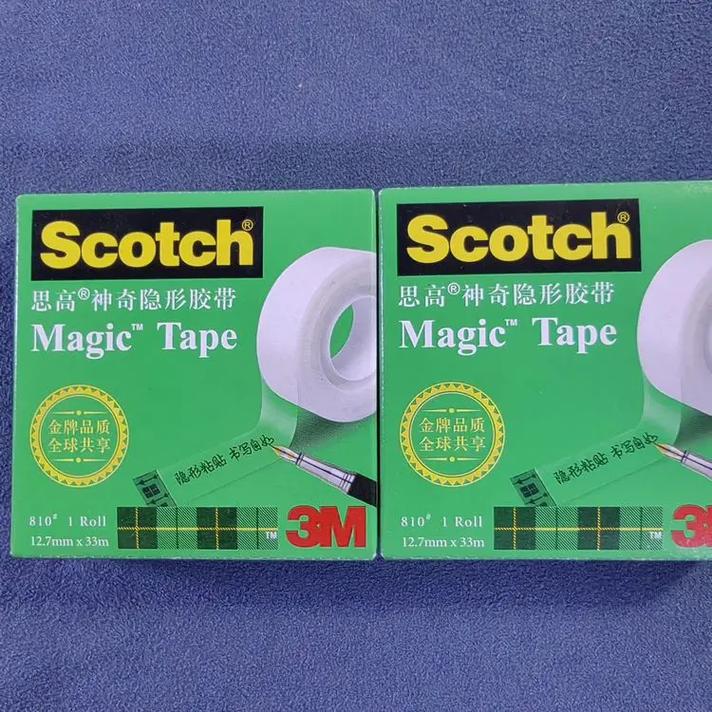 Scotch®
思高®神奇隐形胶带
Magic™ Tape
金牌品质
全球共享
隐形粘贴 书写自如
810# 1 Roll
12.7mm x 33m
TM
3M
Scotch®
思高®神奇隐形胶带
Magic™ Tape
金牌品质
全球共享
隐形粘贴 书写自如
810# 1 Roll
12.7mm x 33m
TM